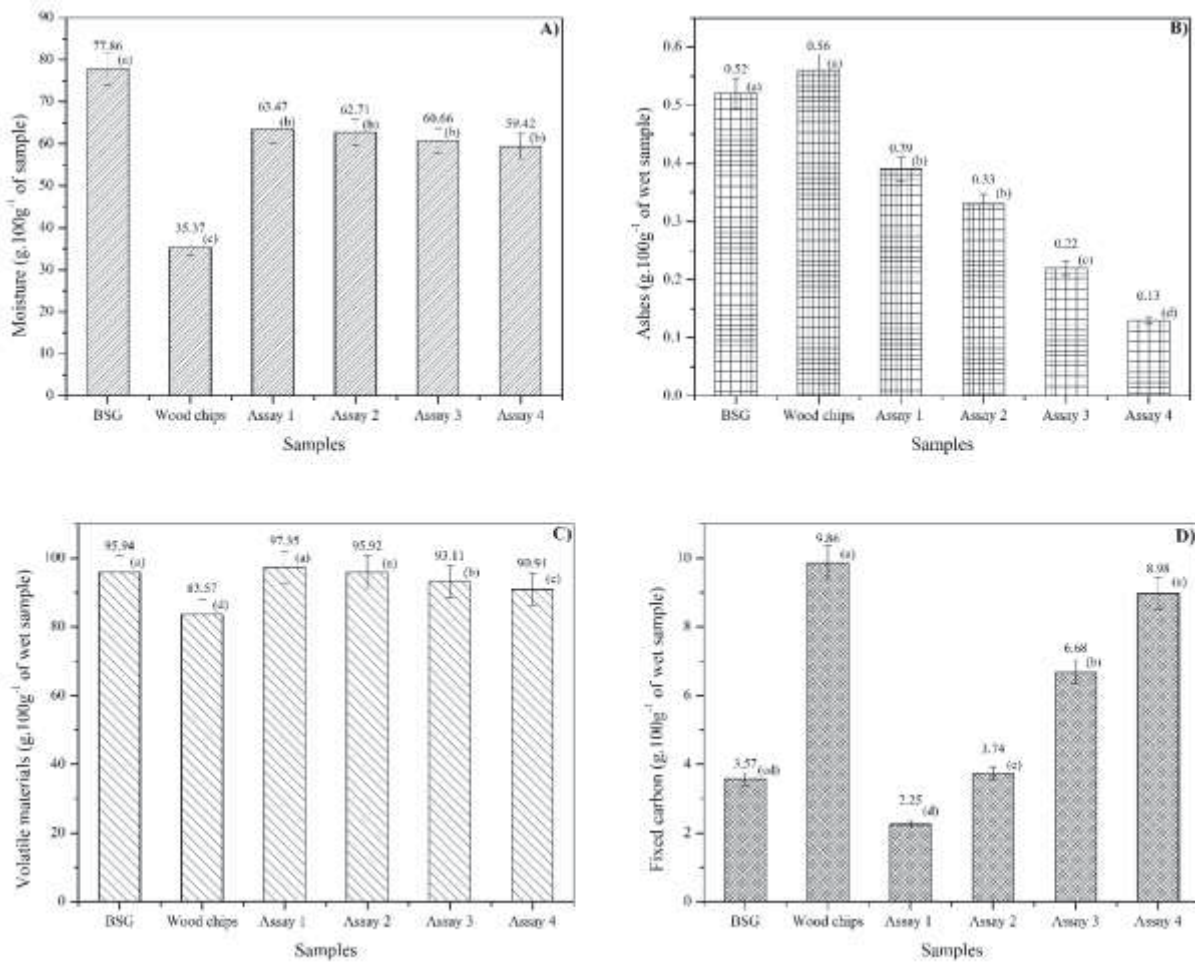 A)
Moisture (g.100g⁻¹ of sample)
90
80
70
60
50
40
30
20
10
0
77.86
(a)
35.37
(c)
63.47
(b)
62.71
(b)
60.66
(b)
59.42
(b)
BSG Wood chips Assay 1 Assay 2 Assay 3 Assay 4
Samples
B)
Ashes (g.100g⁻¹ of wet sample)
0.6
0.5
0.4
0.3
0.2
0.1
0.0
0.52
(a)
0.56
(a)
0.39
(b)
0.33
(b)
0.22
(c)
0.13
(d)
BSG Wood chips Assay 1 Assay 2 Assay 3 Assay 4
Samples
C)
Volatile materials (g.100g⁻¹ of wet sample)
100
80
60
40
20
0
95.94
(a)
83.57
(d)
97.35
(a)
95.92
(a)
93.11
(b)
90.91
(c)
BSG Wood chips Assay 1 Assay 2 Assay 3 Assay 4
Samples
D)
Fixed carbon (g.100g⁻¹ of wet sample)
10
8
6
4
2
0
3.57
(cd)
9.86
(a)
2.25
(d)
3.74
(c)
6.68
(b)
8.98
(a)
BSG Wood chips Assay 1 Assay 2 Assay 3 Assay 4
Samples